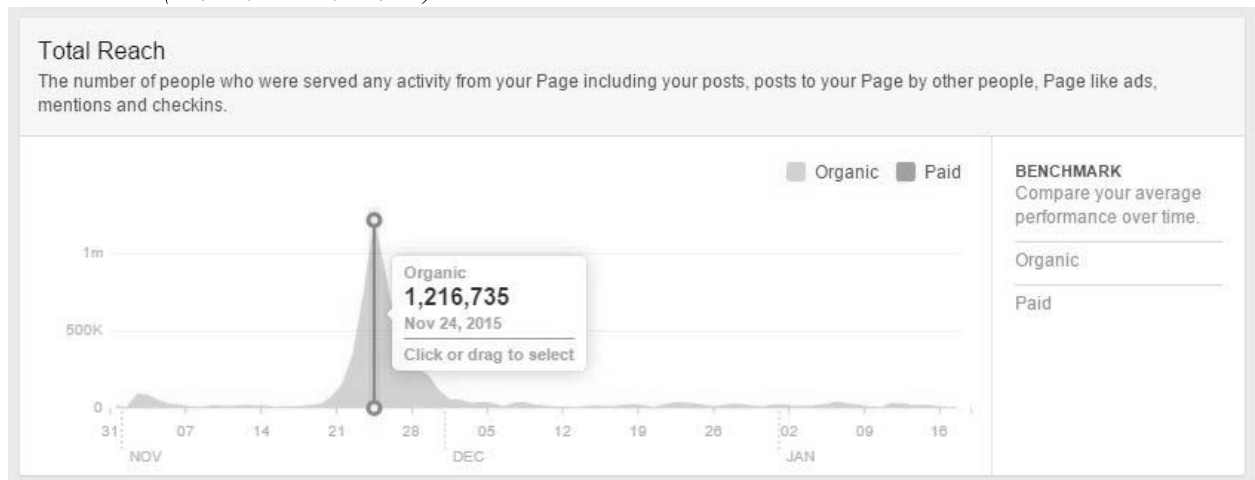 Total Reach
The number of people who were served any activity from your Page including your posts, posts to your Page by other people, Page like ads,
mentions and checkins.
Organic Paid
BENCHMARK
Compare your average
performance over time.
Organic
Paid
1m
500K
0
Organic
1,216,735
Nov 24, 2015
Click or drag to select
31 07 14 21 28 05 12 19 26 02 09 16
NOV DEC JAN